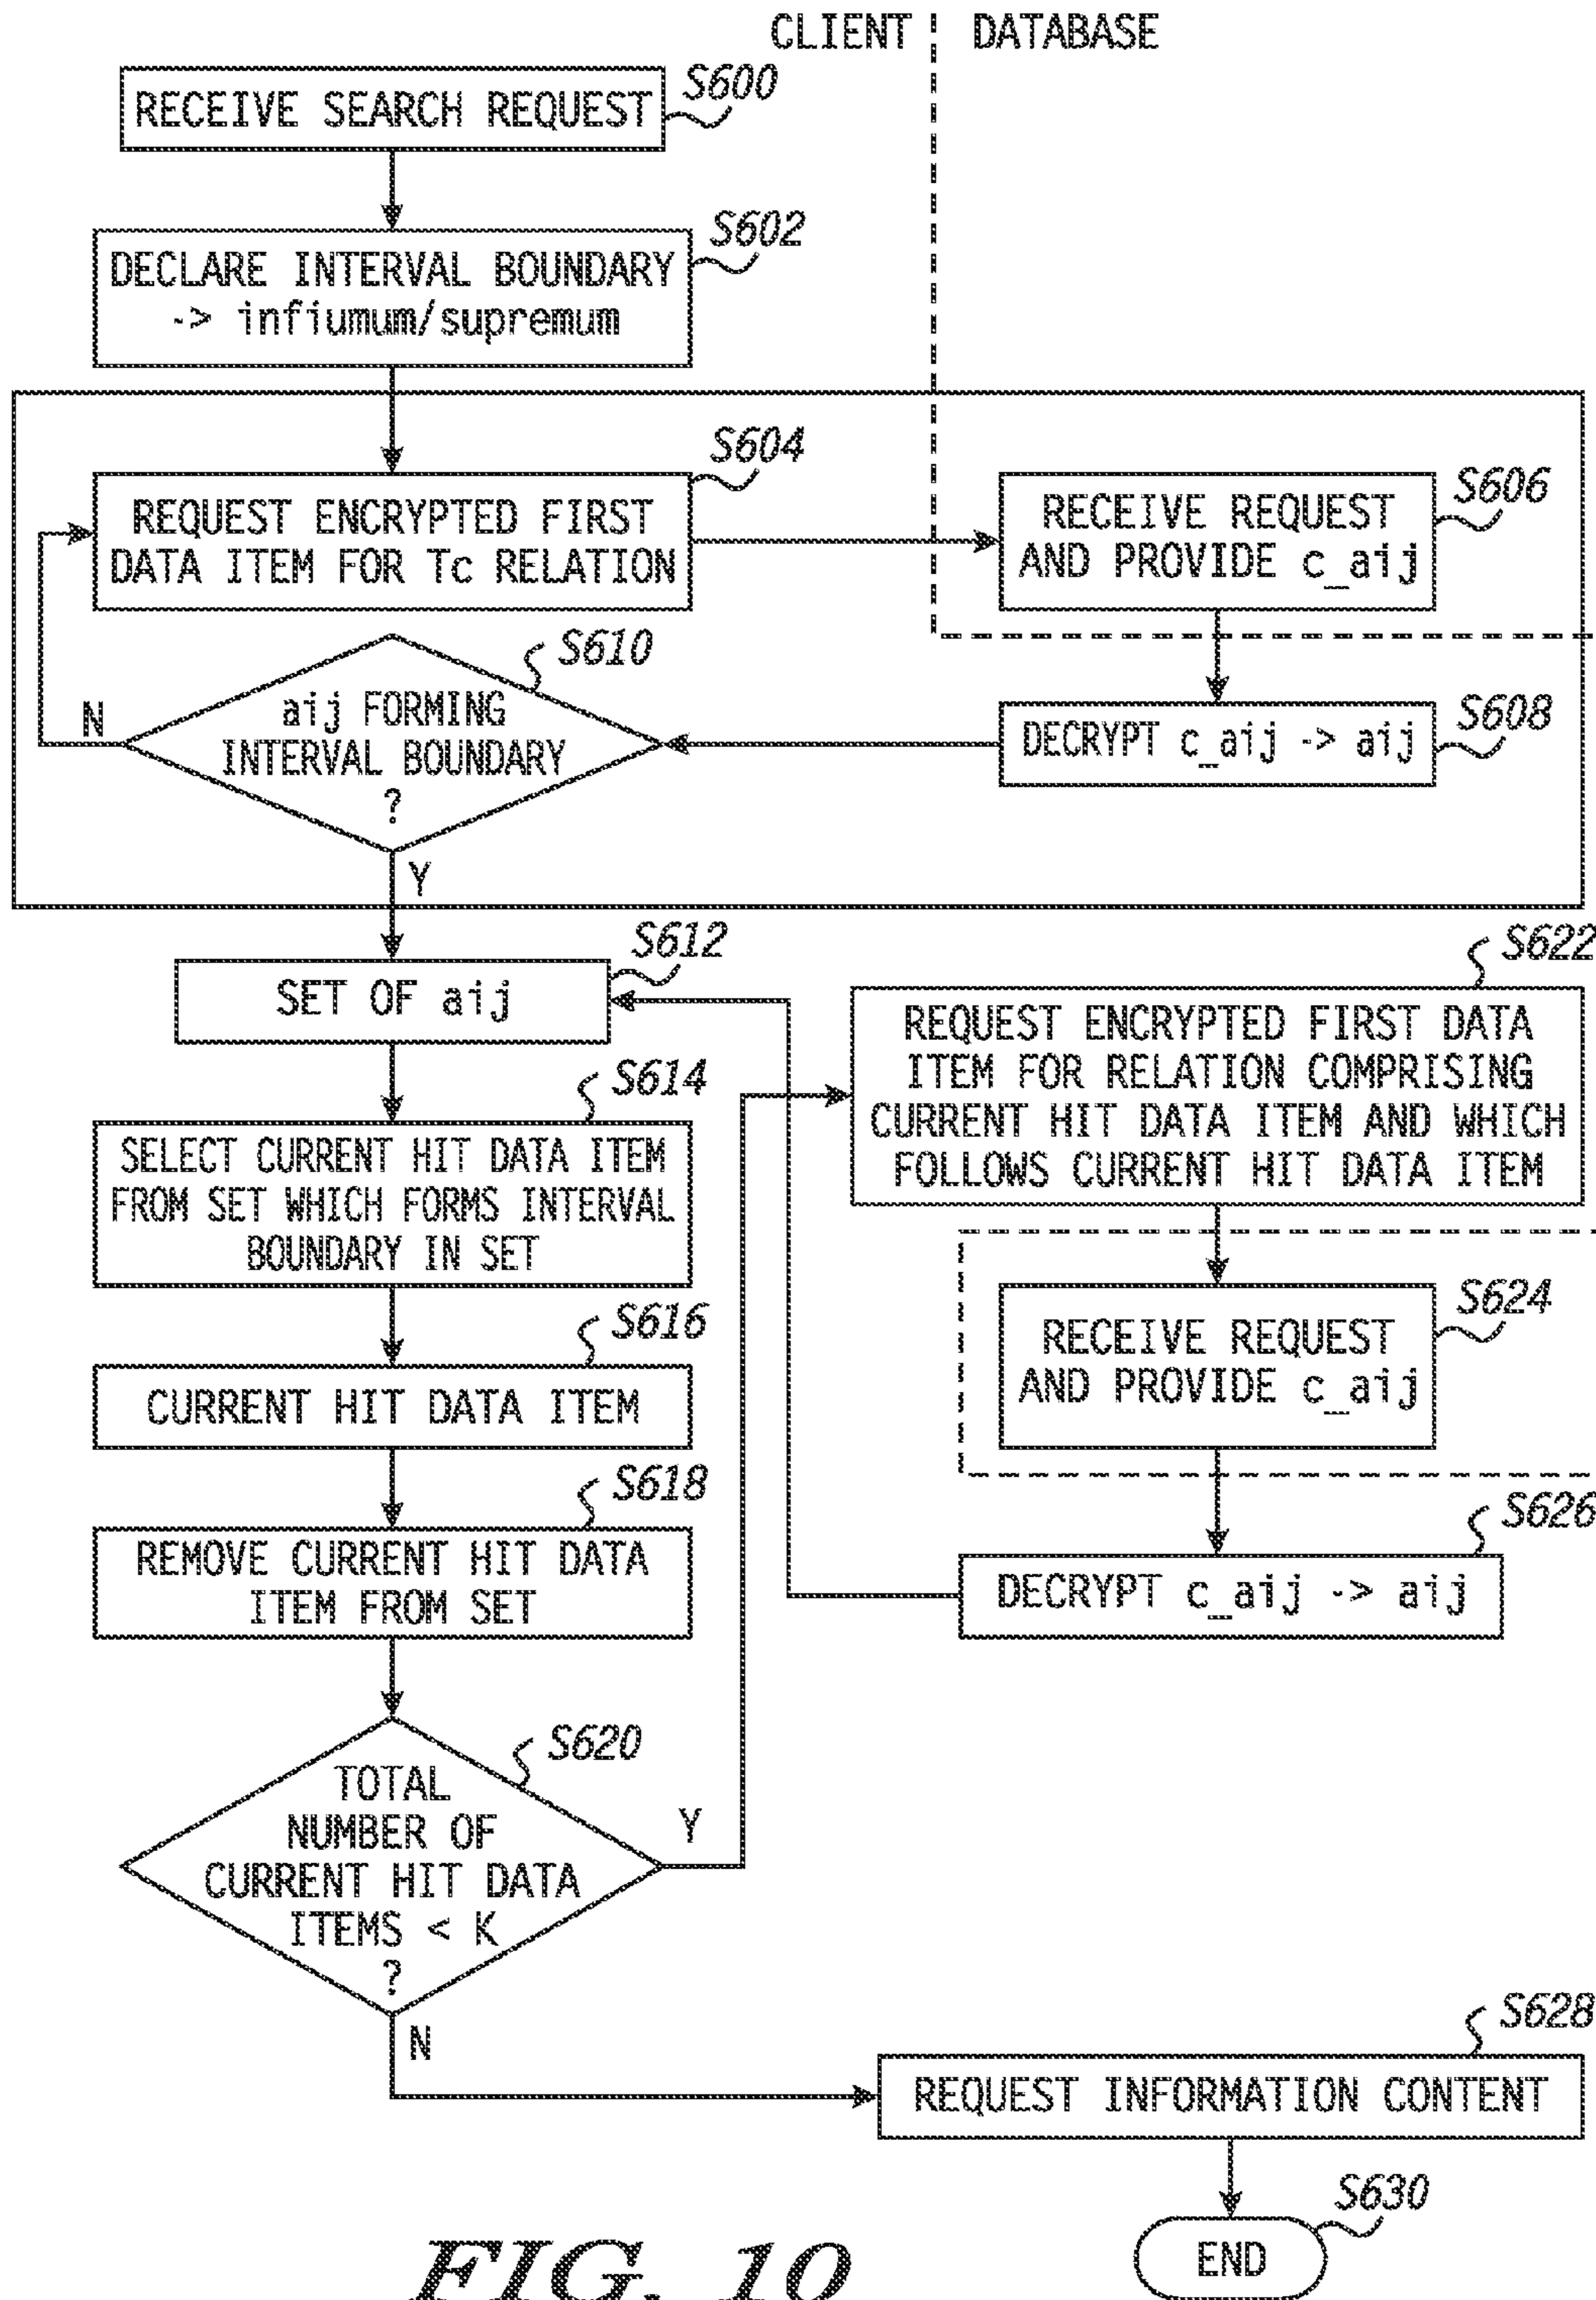 CLIENT DATABASE
RECEIVE SEARCH REQUEST
S600
DECLARE INTERVAL BOUNDARY
-> infiumum/supremum
S602
REQUEST ENCRYPTED FIRST
DATA ITEM FOR Tc RELATION
S604
RECEIVE REQUEST
AND PROVIDE c_aij
S606
DECRYPT c_aij -> aij
S608
aij FORMING
INTERVAL BOUNDARY
?
S610
N
Y
SET OF aij
S612
SELECT CURRENT HIT DATA ITEM
FROM SET WHICH FORMS INTERVAL
BOUNDARY IN SET
S614
CURRENT HIT DATA ITEM
S616
REMOVE CURRENT HIT DATA
ITEM FROM SET
S618
TOTAL
NUMBER OF
CURRENT HIT DATA
ITEMS < K
?
S620
Y
N
REQUEST ENCRYPTED FIRST DATA
ITEM FOR RELATION COMPRISING
CURRENT HIT DATA ITEM AND WHICH
FOLLOWS CURRENT HIT DATA ITEM
S622
RECEIVE REQUEST
AND PROVIDE c_aij
S624
DECRYPT c_aij -> aij
S626
REQUEST INFORMATION CONTENT
S628
END
S630
FIG. 10